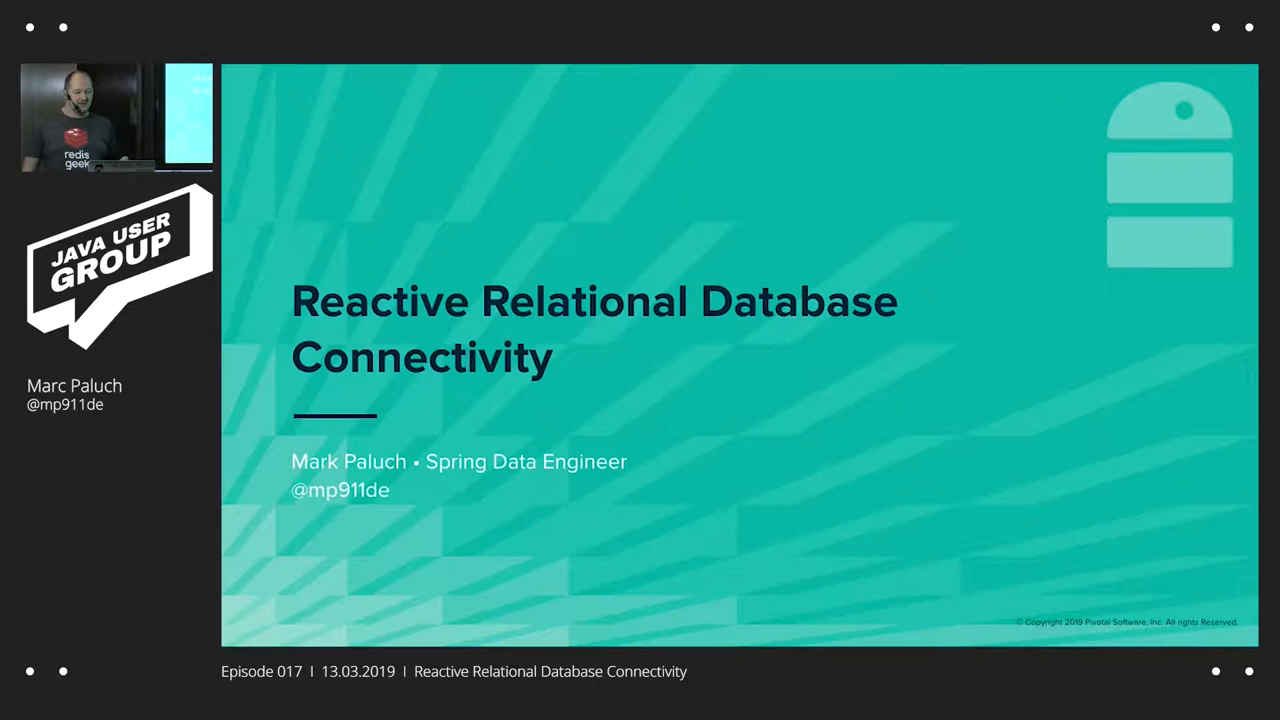 redis
geek
JAVA USER
GROUP
Marc Paluch
@mp911de
Reactive Relational Database
Connectivity
Mark Paluch • Spring Data Engineer
@mp911de
© Copyright 2019 Pivotal Software, Inc. All rights Reserved.
Episode 017 I 13.03.2019 I Reactive Relational Database Connectivity